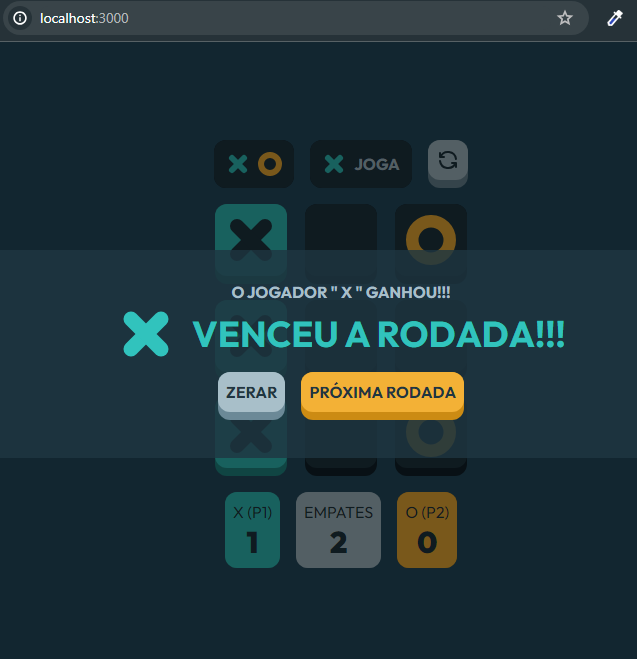 localhost:3000
JOGA
O JOGADOR " X " GANHOU!!!
VENCEU A RODADA!!!
ZERAR
PRÓXIMA RODADA
X (P1)
EMPATES
O (P2)
1
2
0